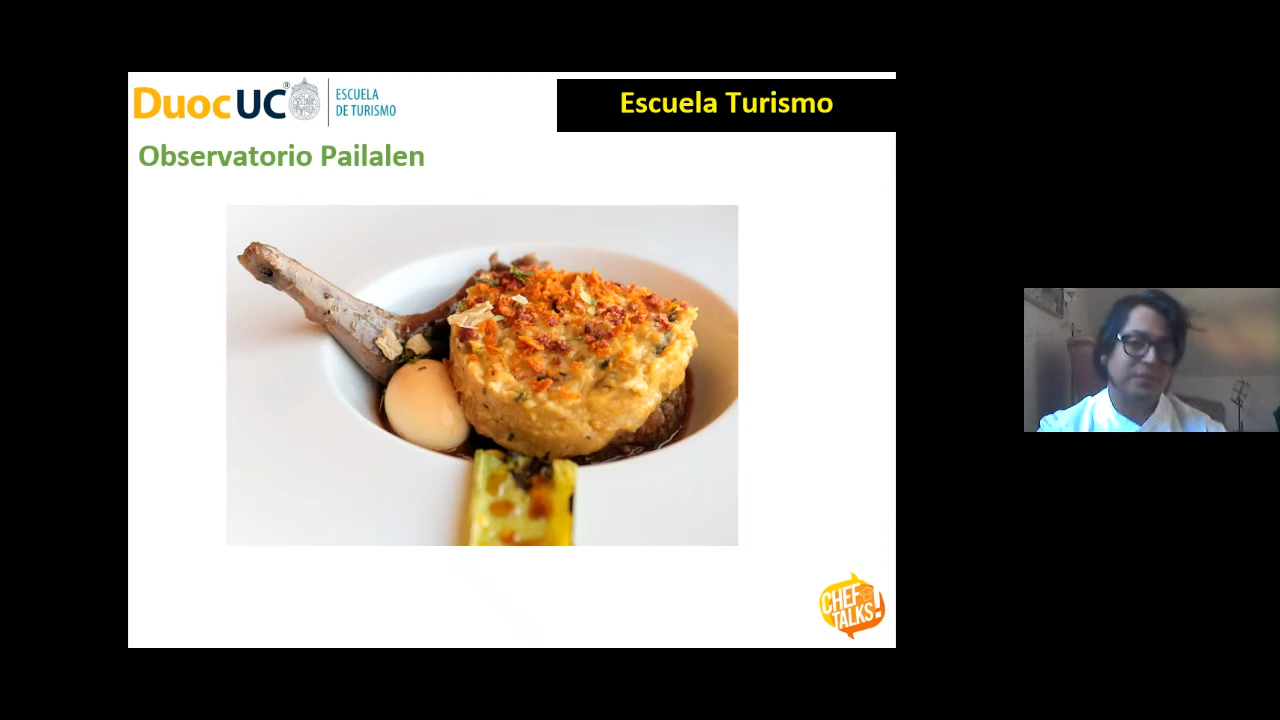 Duoc UC®
ESCUELA
DE TURISMO
Escuela Turismo
Observatorio Pailalen
CHEF
TALKS!